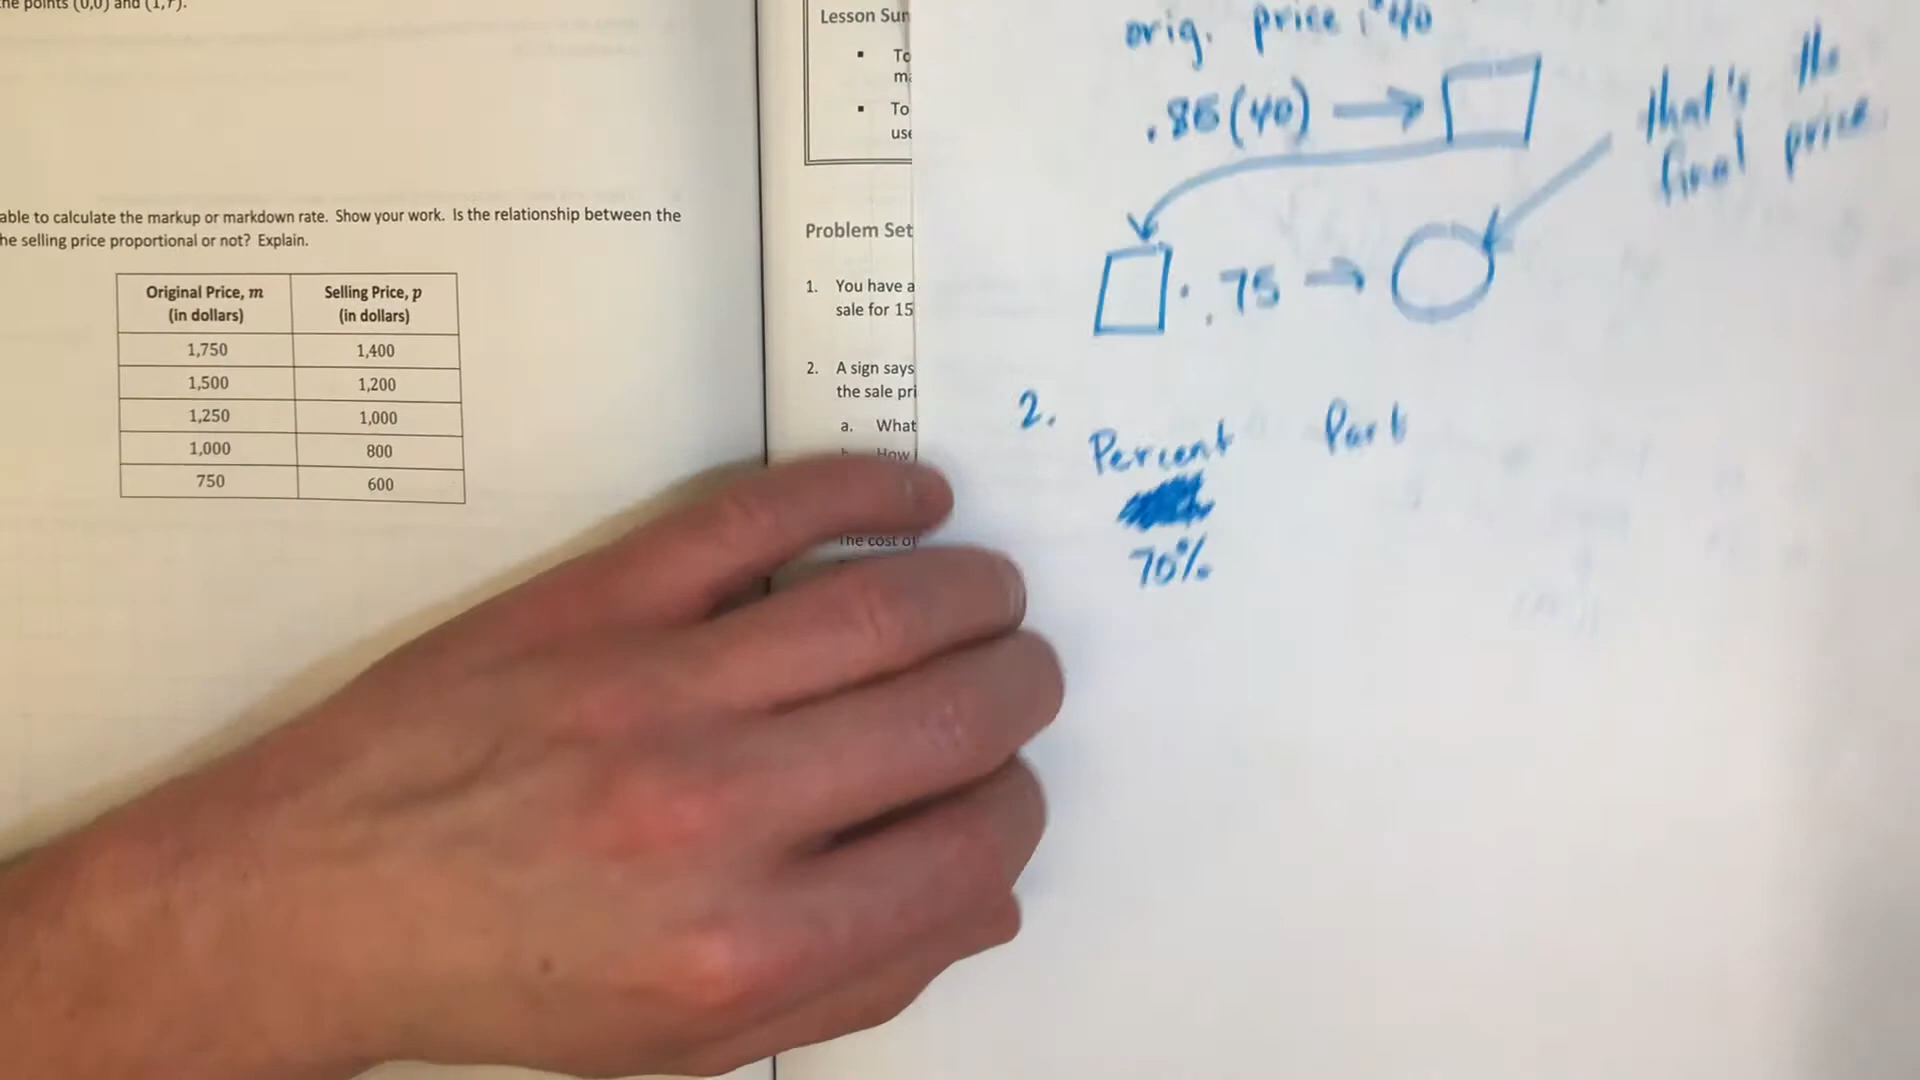 the points (0,0) and (1,r).
able to calculate the markup or markdown rate. Show your work. Is the relationship between the
he selling price proportional or not? Explain.
Original Price, m
(in dollars)
Selling Price, p
(in dollars)
1,750 1,400
1,500 1,200
1,250 1,000
1,000 800
750 600
Lesson Sum
To
ma
To
use
Problem Set
1. You have a
sale for 15
2. A sign says
the sale pri
a. What
How
The cost of
orig. price: $40
.85(40)
that's the
final price
. .75
2.
Percent Part
70%